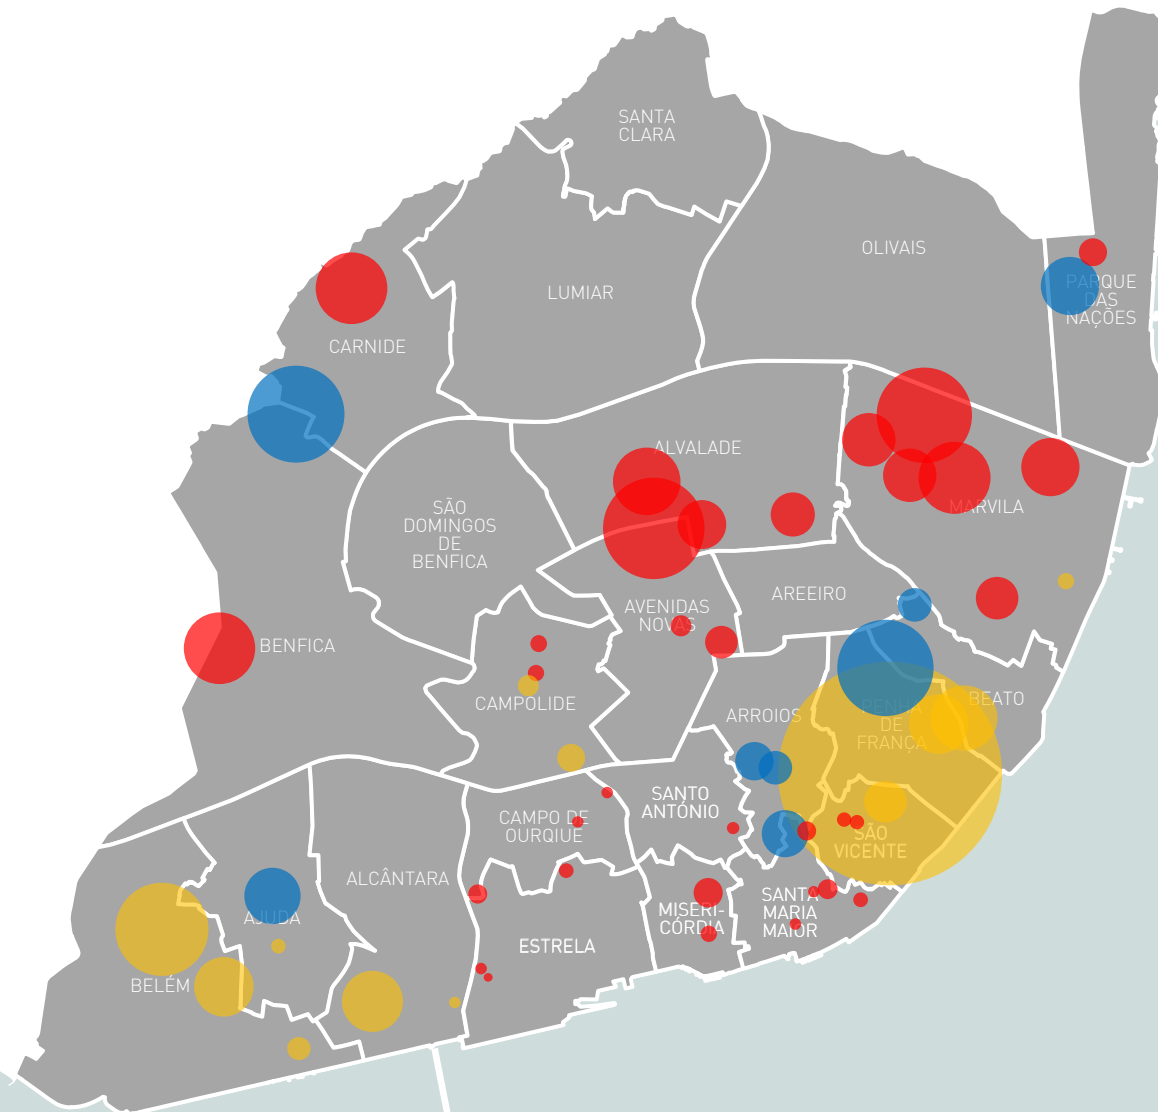 SANTA
CLARA
OLIVAIS
LUMIAR
PARQUE
DAS
NAÇÕES
CARNIDE
ALVALADE
SÃO
DOMINGOS
DE
BENFICA
MARVILA
AREEIRO
AVENIDAS
NOVAS
BENFICA
CAMPOLIDE
BEATO
PENHA
DE
FRANÇA
ARROIOS
SANTO
ANTÓNIO
CAMPO DE
OURQIUE
SÃO
VICENTE
ALCÂNTARA
SANTA
MARIA
MAIOR
MISERI-
CÓRDIA
AJUDA
ESTRELA
BELÉM